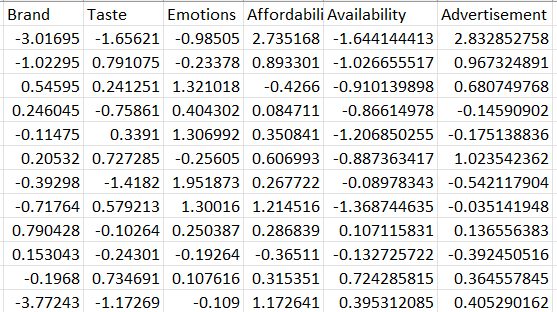 Brand Taste Emotions Affordabili Availability Advertisement
-3.01695 -1.65621 -0.98505 2.735168 -1.644144413 2.832852758
-1.02295 0.791075 -0.23378 0.893301 -1.026655517 0.967324891
0.54595 0.241251 1.321018 -0.4266 -0.910139898 0.680749768
0.246045 -0.75861 0.404302 0.084711 -0.86614978 -0.14590902
-0.11475 0.3391 1.306992 0.350841 -1.206850255 -0.175138836
0.20532 0.727285 -0.25605 0.606993 -0.887363417 1.023542362
-0.39298 -1.4182 1.951873 0.267722 -0.08978343 -0.542117904
-0.71764 0.579213 1.30016 1.214516 -1.368744635 -0.035141948
0.790428 -0.10264 0.250387 0.286839 0.107115831 0.136556383
0.153043 -0.24301 -0.19264 -0.36511 -0.132725722 -0.392450516
-0.1968 0.734691 0.107616 0.315351 0.724285815 0.364557845
-3.77243 -1.17269 -0.109 1.172641 0.395312085 0.405290162